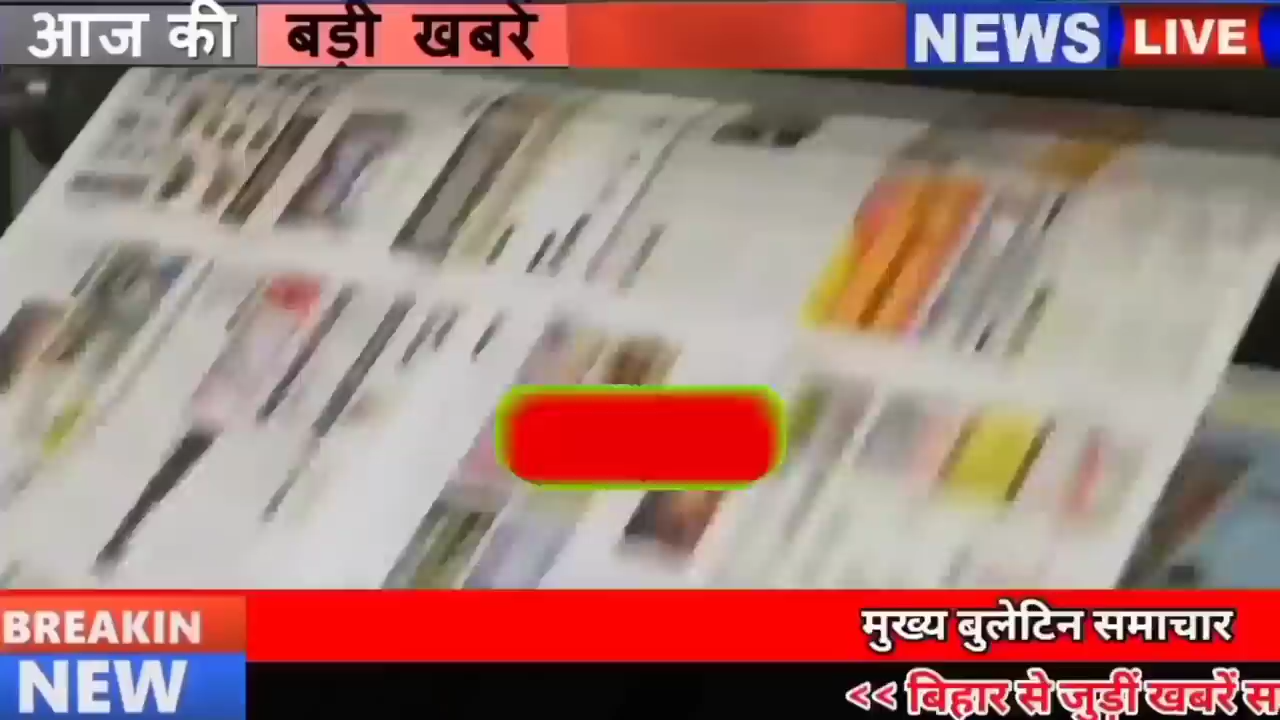 आज की बड़ी खबरें NEWS LIVE
BREAKIN
NEW
मुख्य बुलेटिन समाचार
<< बिहार से जुड़ीं खबरें